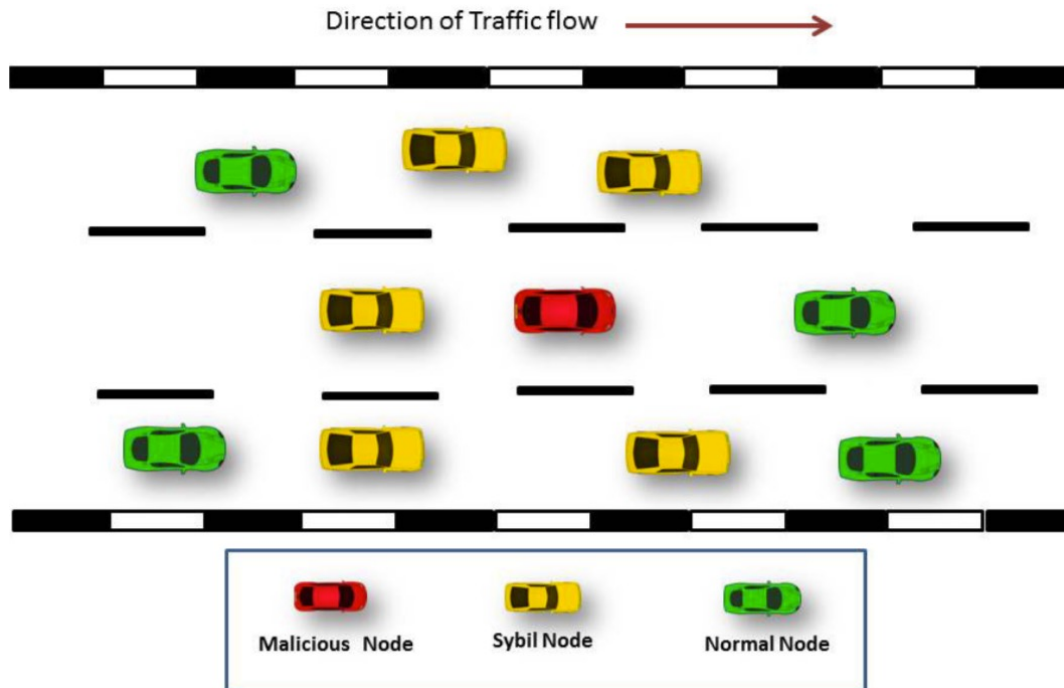 Direction of Traffic flow
Malicious Node
Sybil Node
Normal Node